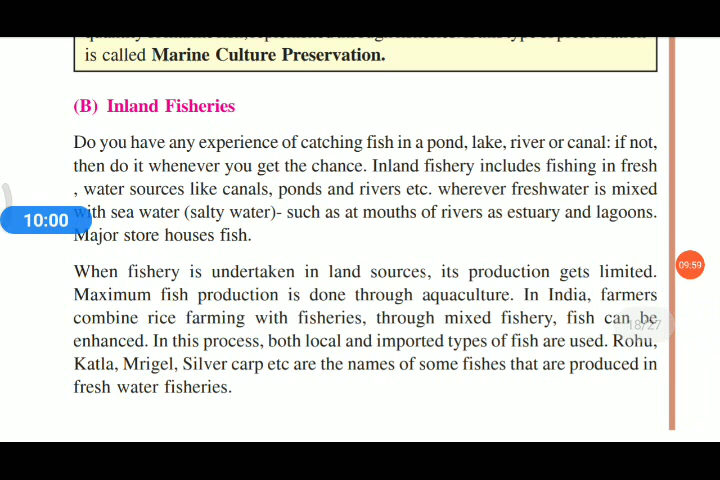 is called Marine Culture Preservation.
(B) Inland Fisheries
Do you have any experience of catching fish in a pond, lake, river or canal: if not,
then do it whenever you get the chance. Inland fishery includes fishing in fresh
, water sources like canals, ponds and rivers etc. wherever freshwater is mixed
with sea water (salty water)- such as at mouths of rivers as estuary and lagoons.
10:00
Major store houses fish.
09:59
When fishery is undertaken in land sources, its production gets limited.
Maximum fish production is done through aquaculture. In India, farmers
combine rice farming with fisheries, through mixed fishery, fish can be
18/27
enhanced. In this process, both local and imported types of fish are used. Rohu,
Katla, Mrigel, Silver carp etc are the names of some fishes that are produced in
fresh water fisheries.